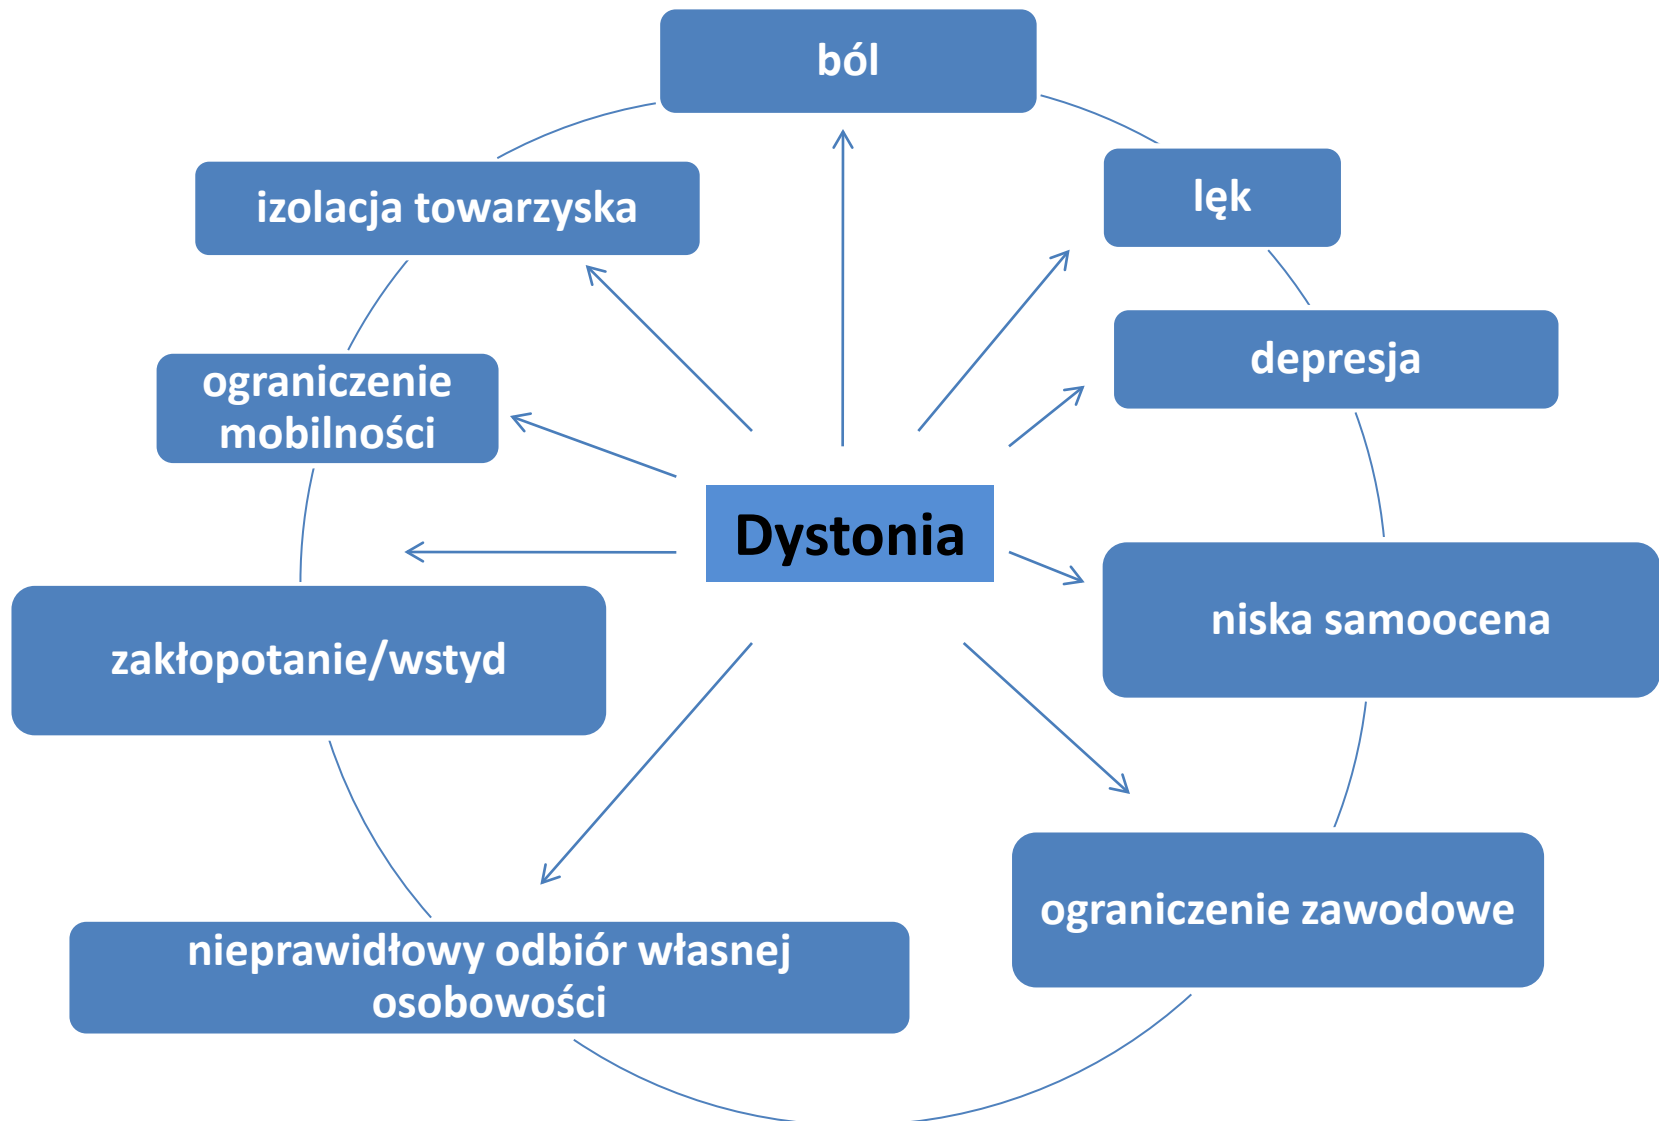 ból
izolacja towarzyska
lęk
depresja
ograniczenie
mobilności
Dystonia
niska samoocena
zakłopotanie/wstyd
ograniczenie zawodowe
nieprawidłowy odbiór własnej
osobowości